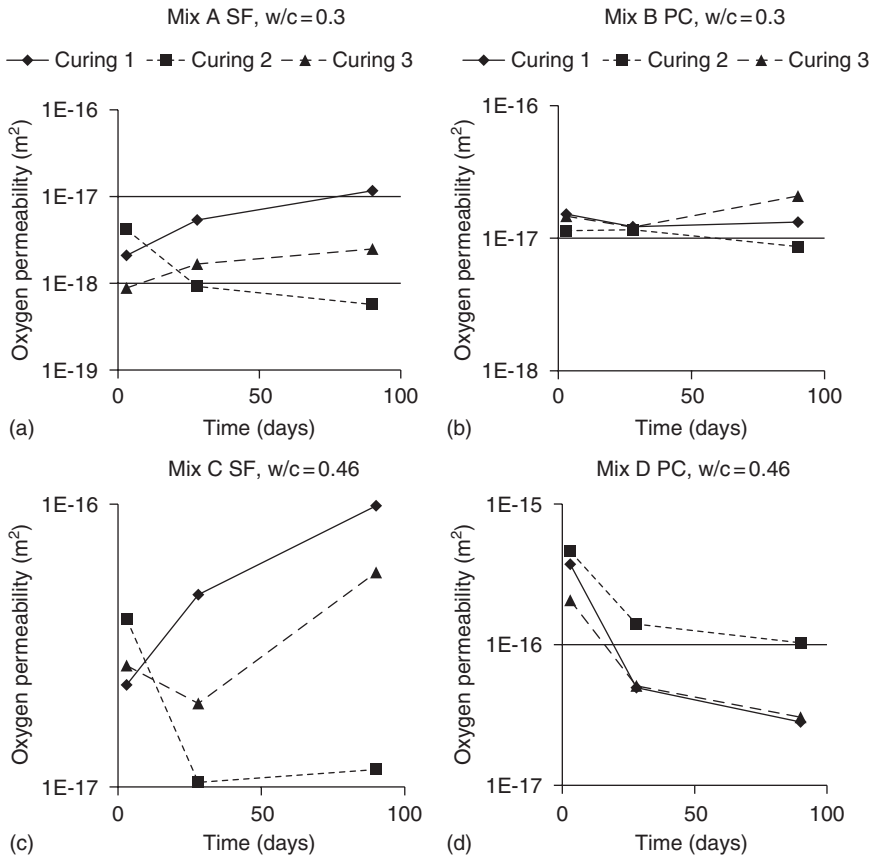 Mix A SF, w/c = 0.3
Curing 1 Curing 2 Curing 3
Oxygen permeability (m²)
1E-16
1E-17
1E-18
1E-19
0 50 100
Time (days)
(a)
Mix B PC, w/c = 0.3
Curing 1 Curing 2 Curing 3
Oxygen permeability (m²)
1E-16
1E-17
1E-18
0 50 100
Time (days)
(b)
Mix C SF, w/c = 0.46
Oxygen permeability (m²)
1E-16
1E-17
0 50 100
Time (days)
(c)
Mix D PC, w/c = 0.46
Oxygen permeability (m²)
1E-15
1E-16
1E-17
0 50 100
Time (days)
(d)